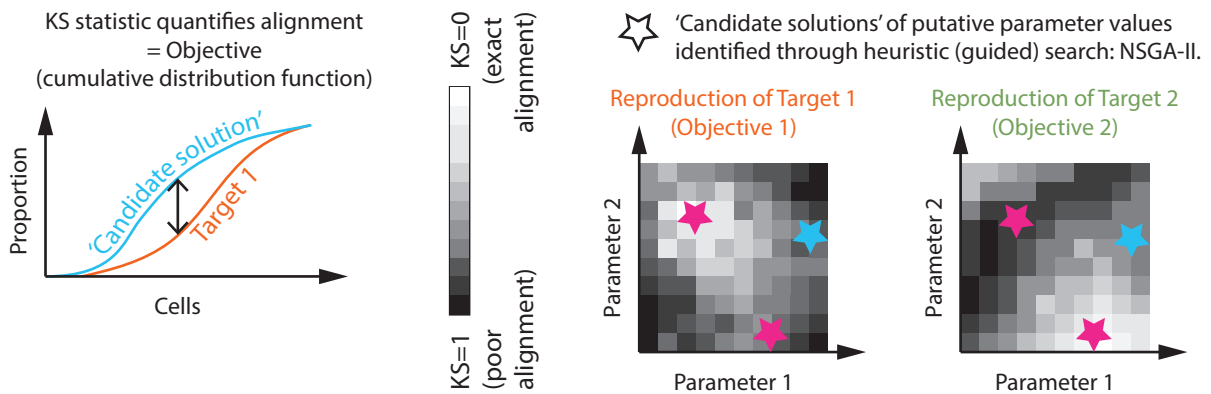 KS statistic quantifies alignment
= Objective
(cumulative distribution function)
Proportion
'Candidate solution'
Target 1
Cells
KS=0
(exact
alignment)
KS=1
(poor
alignment)
'Candidate solutions' of putative parameter values
identified through heuristic (guided) search: NSGA-II.
Reproduction of Target 1
(Objective 1)
Parameter 2
Parameter 1
Reproduction of Target 2
(Objective 2)
Parameter 2
Parameter 1